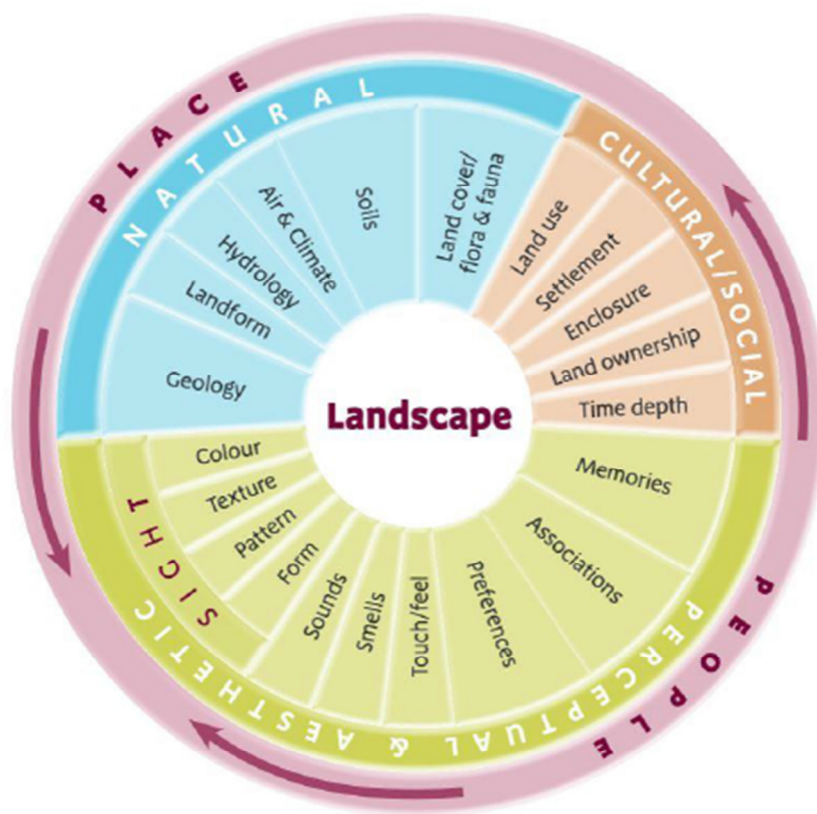 PLACE
NATURAL
Geology
Landform
Hydrology
Air & Climate
Soils
Land cover/
flora & fauna
CULTURAL/SOCIAL
Land use
Settlement
Enclosure
Land ownership
Time depth
Landscape
PEOPLE
PERCEPTUAL & AESTHETIC
Memories
Associations
Preferences
Touch/feel
Smells
Sounds
SIGHT
Form
Pattern
Texture
Colour